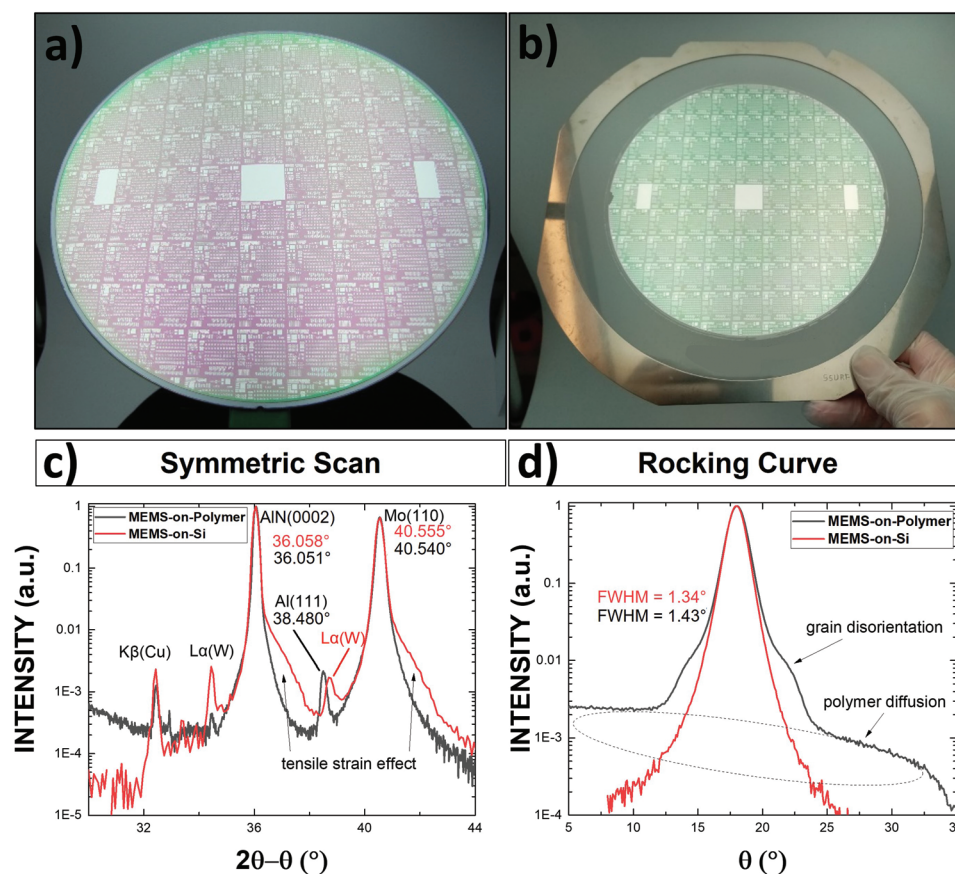 a)
b)
SSUR1
c)
Symmetric Scan
MEMS-on-Polymer
MEMS-on-Si
AlN(0002)
36.058°
36.051°
Mo(110)
40.555°
40.540°
Al(111)
38.480°
Lα(W)
Kβ(Cu)
Lα(W)
tensile strain effect
INTENSITY (a.u.)
1
0.1
0.01
1E-3
1E-4
1E-5
32
36
40
44
2θ–θ (°)
d)
Rocking Curve
MEMS-on-Polymer
MEMS-on-Si
FWHM = 1.34°
FWHM = 1.43°
grain disorientation
polymer diffusion
INTENSITY (a.u.)
1
0.1
0.01
1E-3
1E-4
5
10
15
20
25
30
35
θ (°)